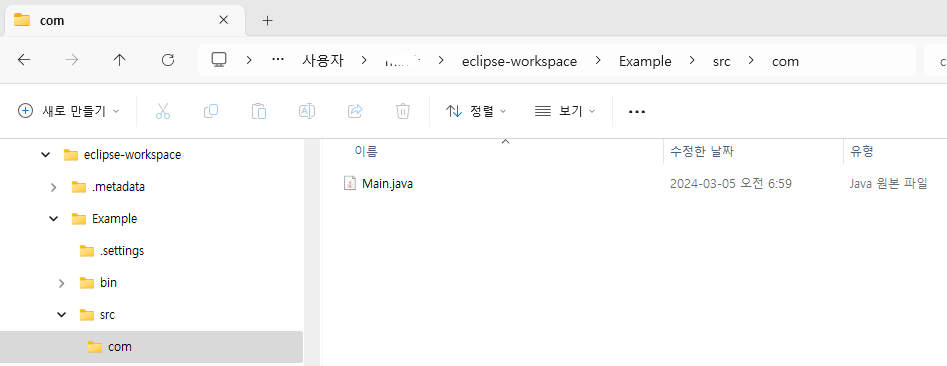 com
사용자 eclipse-workspace Example src com
새로 만들기 정렬 보기
eclipse-workspace
.metadata
Example
.settings
bin
src
com
이름 수정한 날짜 유형
Main.java 2024-03-05 오전 6:59 Java 원본 파일